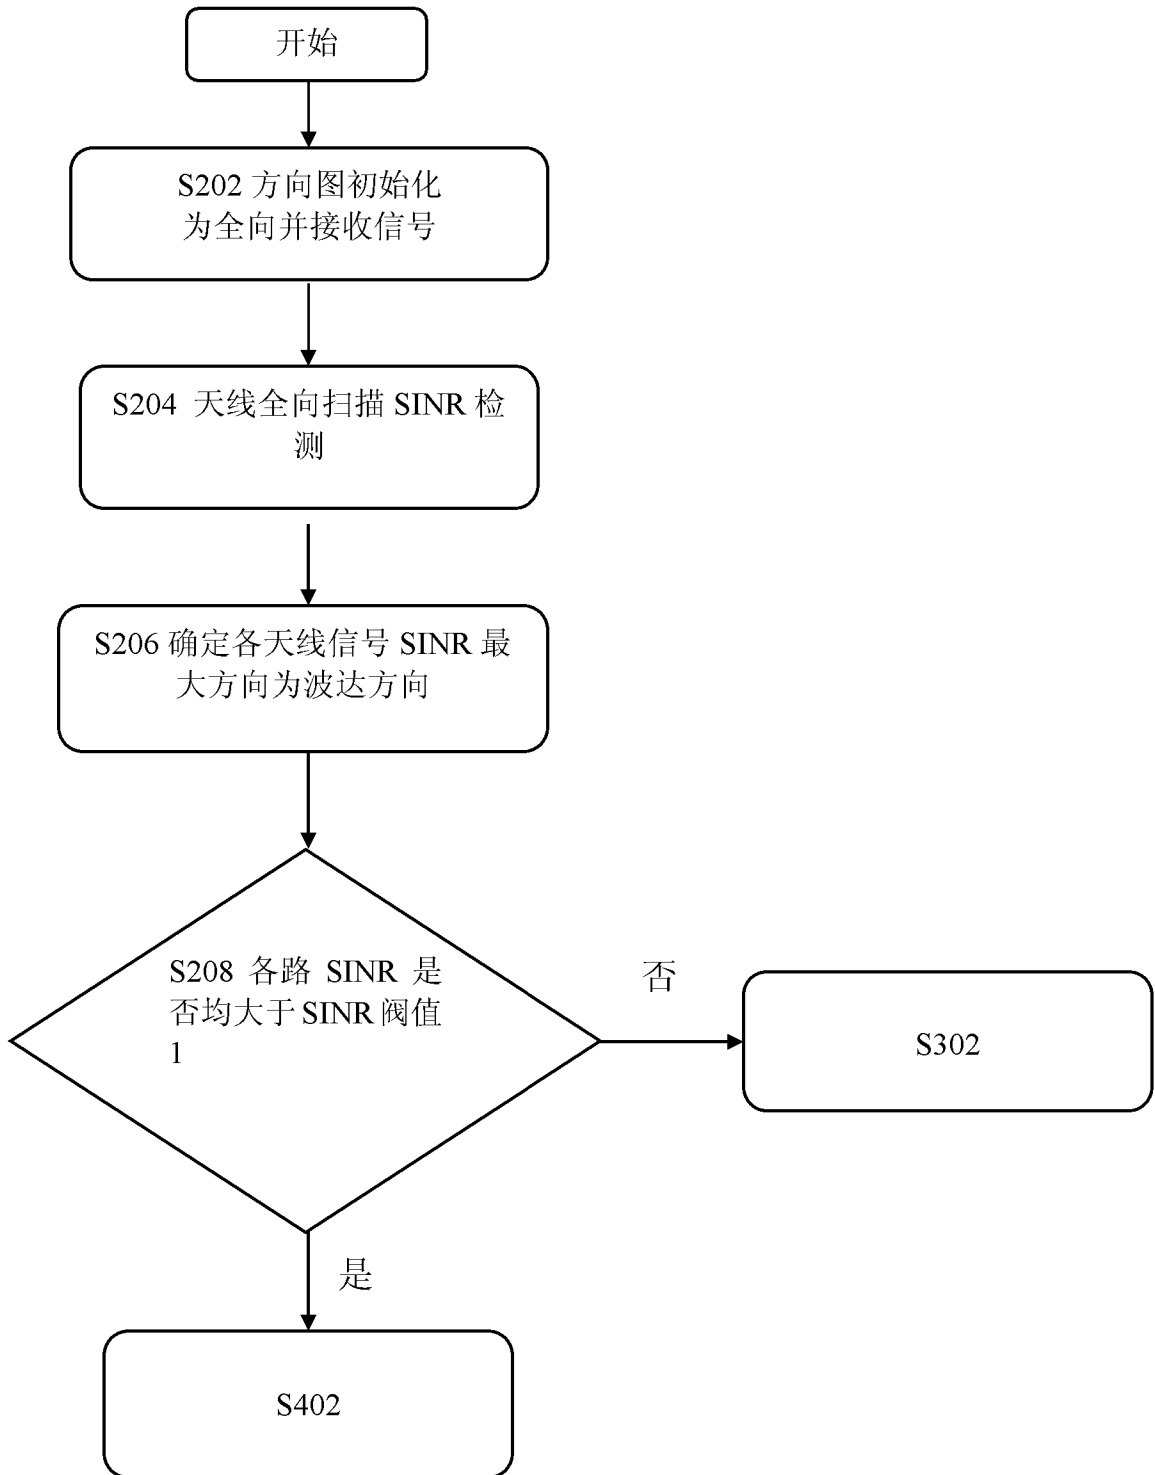 开始
S202 方向图初始化
为全向并接收信号
S204 天线全向扫描 SINR 检
测
S206 确定各天线信号 SINR 最
大方向为波达方向
S208 各路 SINR 是
否均大于 SINR 阀值
1
否
S302
是
S402